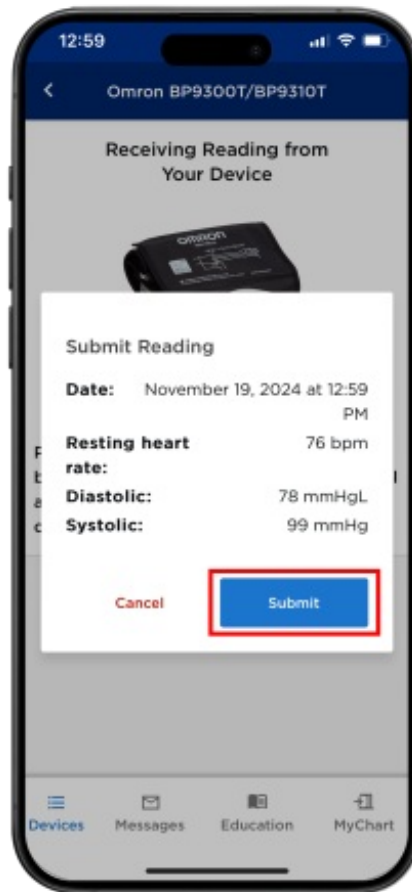 12:59
Omron BP9300T/BP9310T
Receiving Reading from
Your Device
OMRON
Submit Reading
Date: November 19, 2024 at 12:59
PM
Resting heart 76 bpm
rate:
Diastolic: 78 mmHgL
Systolic: 99 mmHg
Cancel Submit
Devices Messages Education MyChart